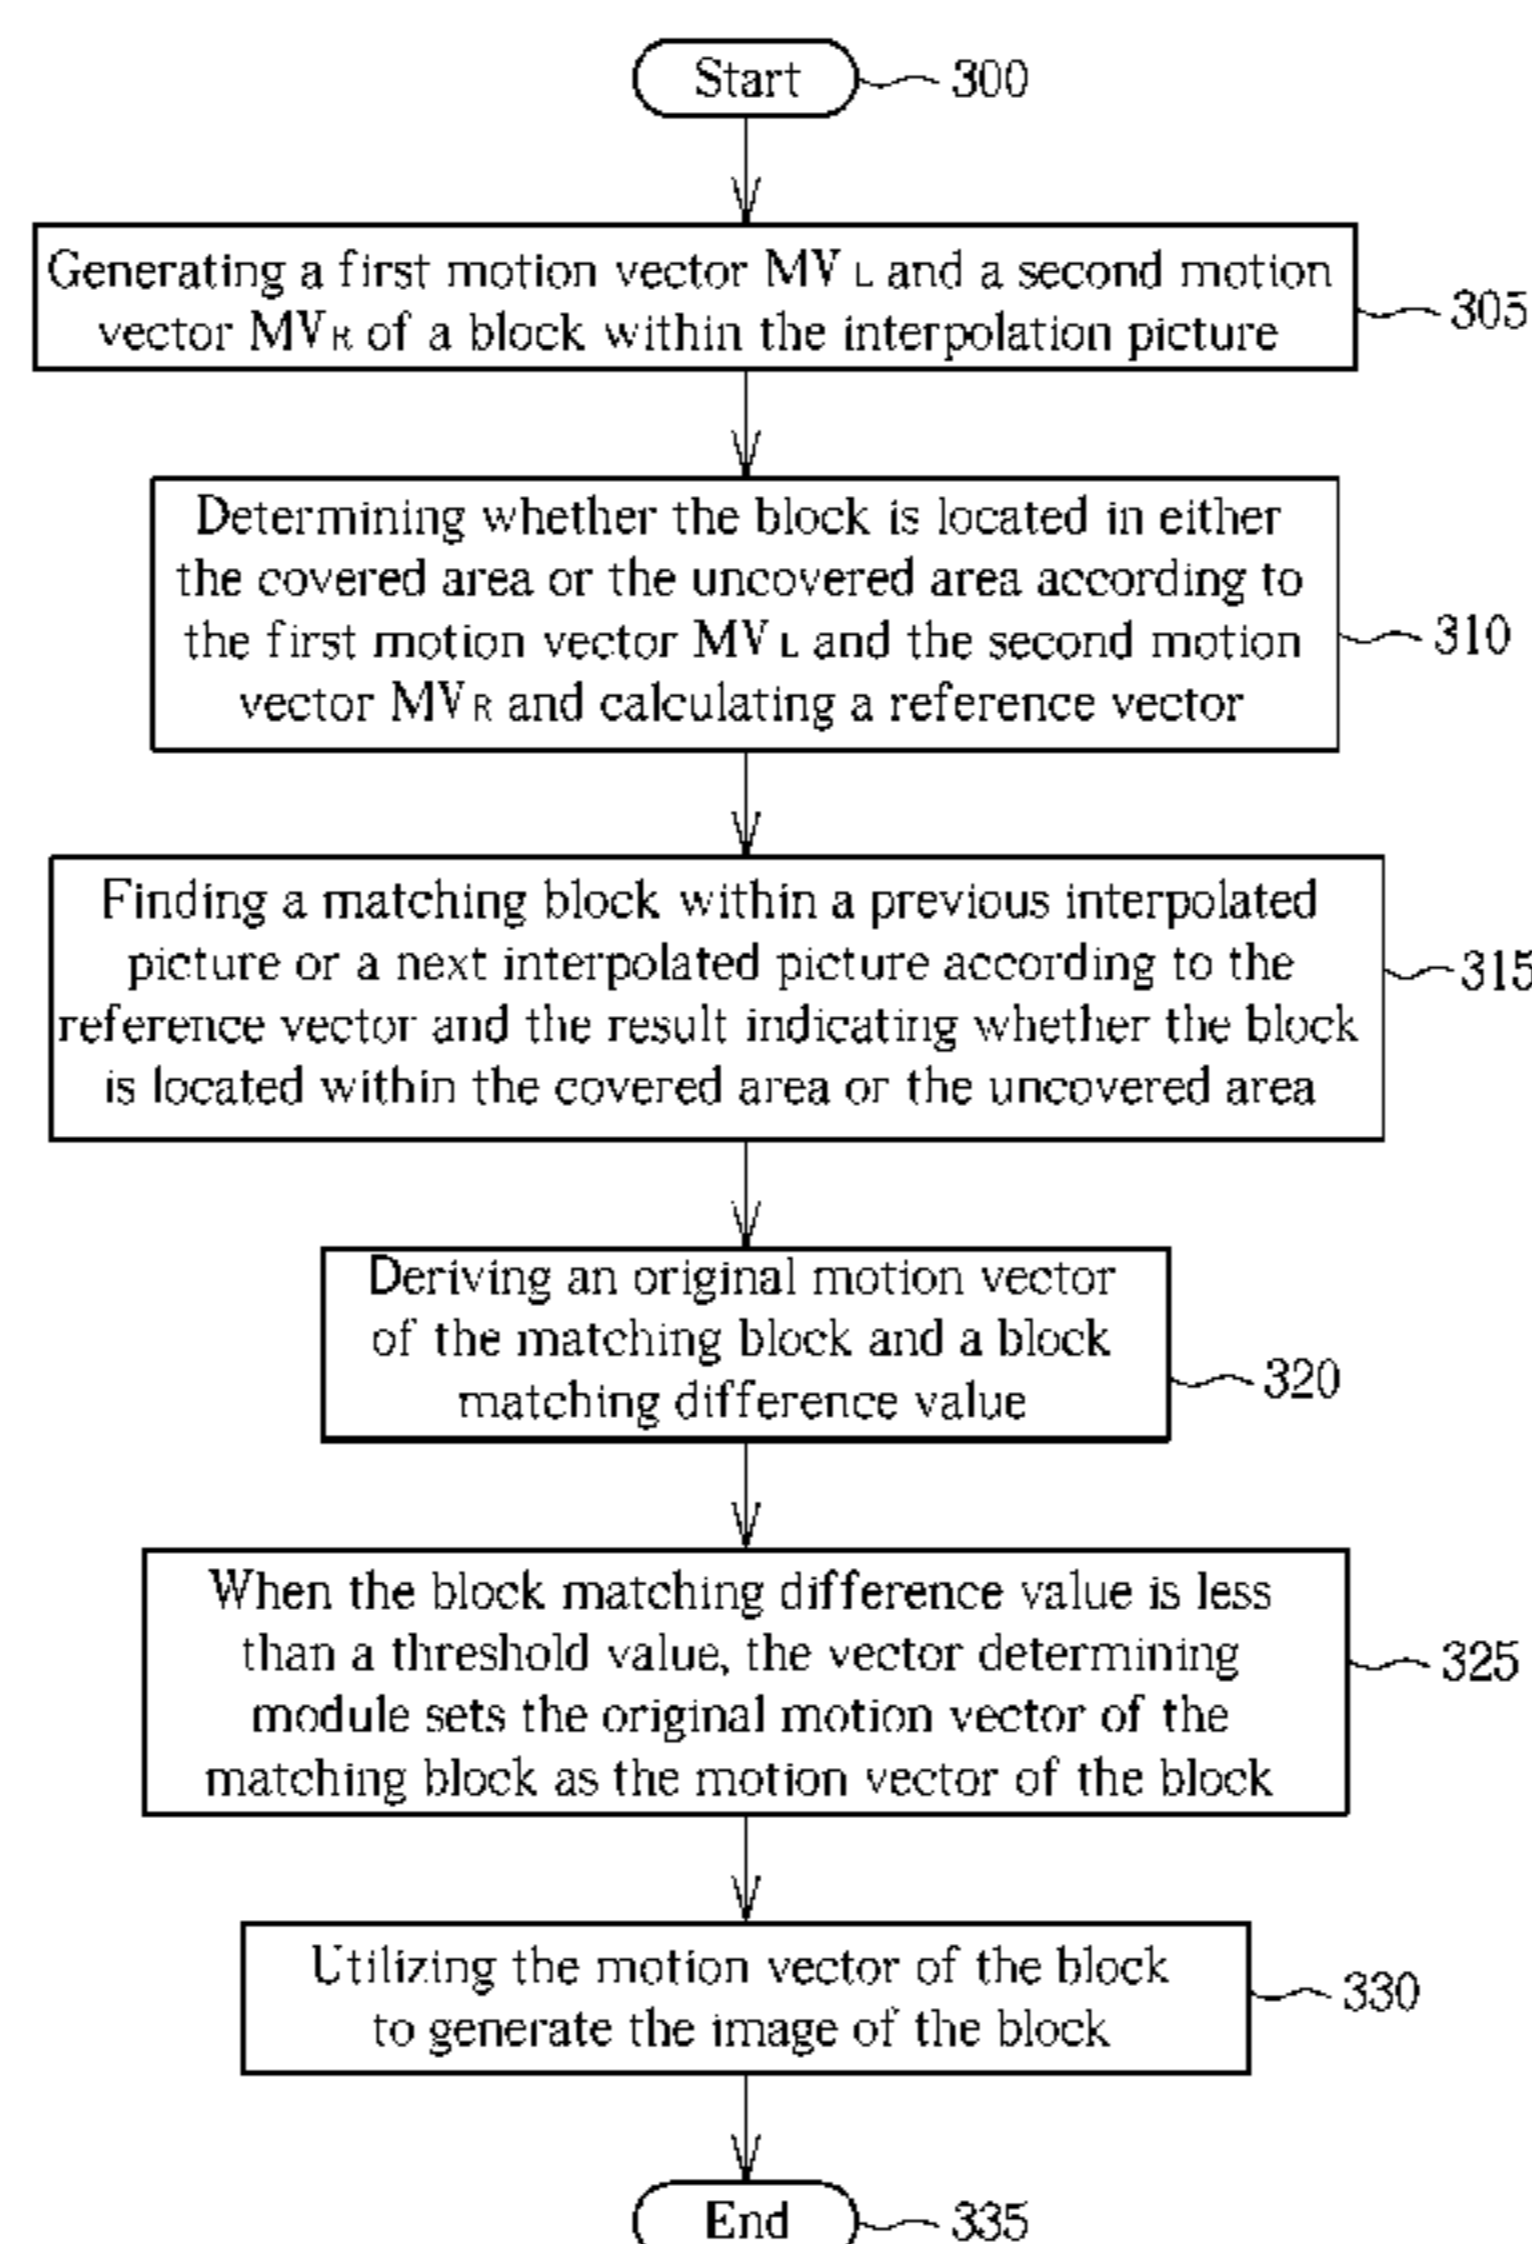 Start
300
Generating a first motion vector MV L and a second motion
vector MVR of a block within the interpolation picture
305
Determining whether the block is located in either
the covered area or the uncovered area according to
the first motion vector MV L and the second motion
vector MVR and calculating a reference vector
310
Finding a matching block within a previous interpolated
picture or a next interpolated picture according to the
reference vector and the result indicating whether the block
is located within the covered area or the uncovered area
315
Deriving an original motion vector
of the matching block and a block
matching difference value
320
When the block matching difference value is less
than a threshold value, the vector determining
module sets the original motion vector of the
matching block as the motion vector of the block
325
Utilizing the motion vector of the block
to generate the image of the block
330
End
335